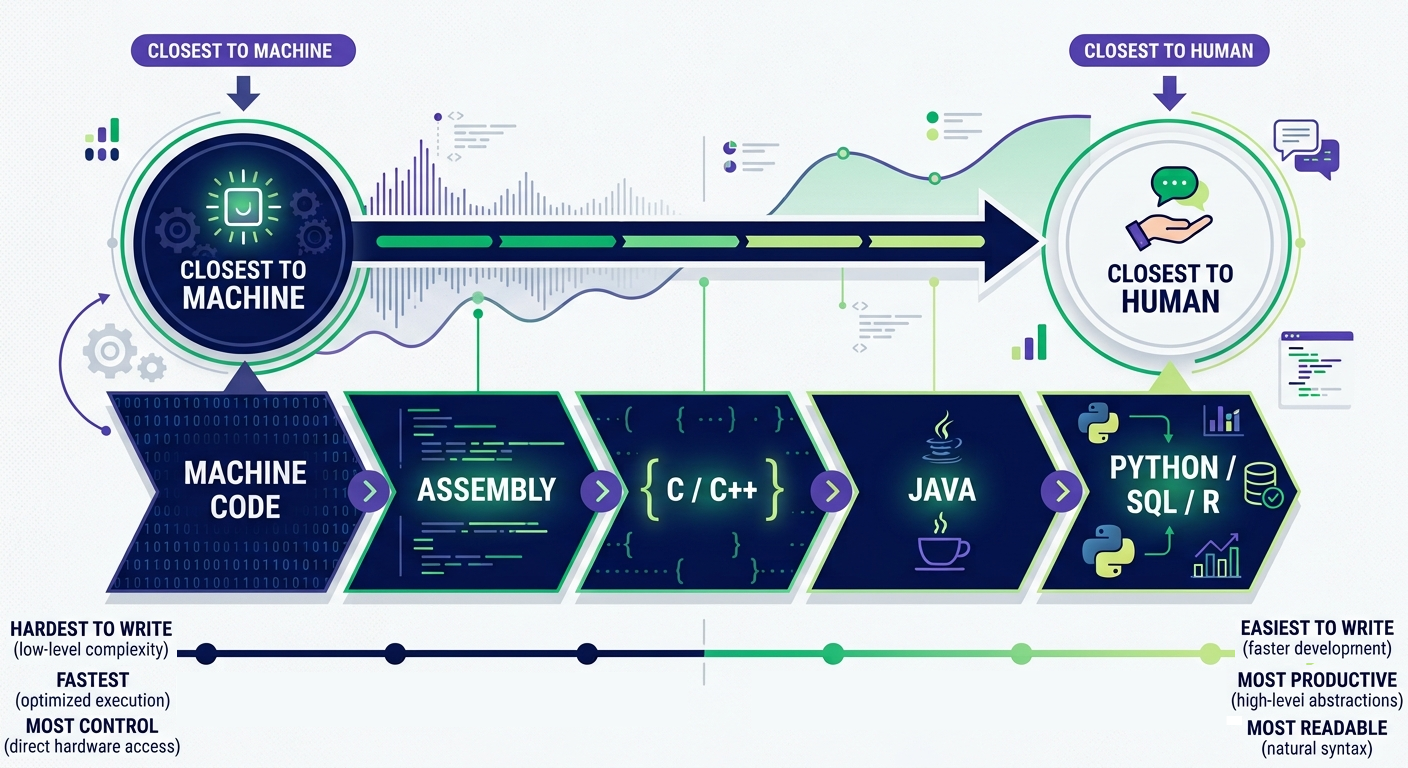 CLOSEST TO MACHINE
CLOSEST TO HUMAN
CLOSEST TO
MACHINE
CLOSEST TO
HUMAN
MACHINE
CODE
ASSEMBLY
{ C / C++ }
JAVA
PYTHON /
SQL / R
HARDEST TO WRITE
(low-level complexity)
FASTEST
(optimized execution)
MOST CONTROL
(direct hardware access)
EASIEST TO WRITE
(faster development)
MOST PRODUCTIVE
(high-level abstractions)
MOST READABLE
(natural syntax)